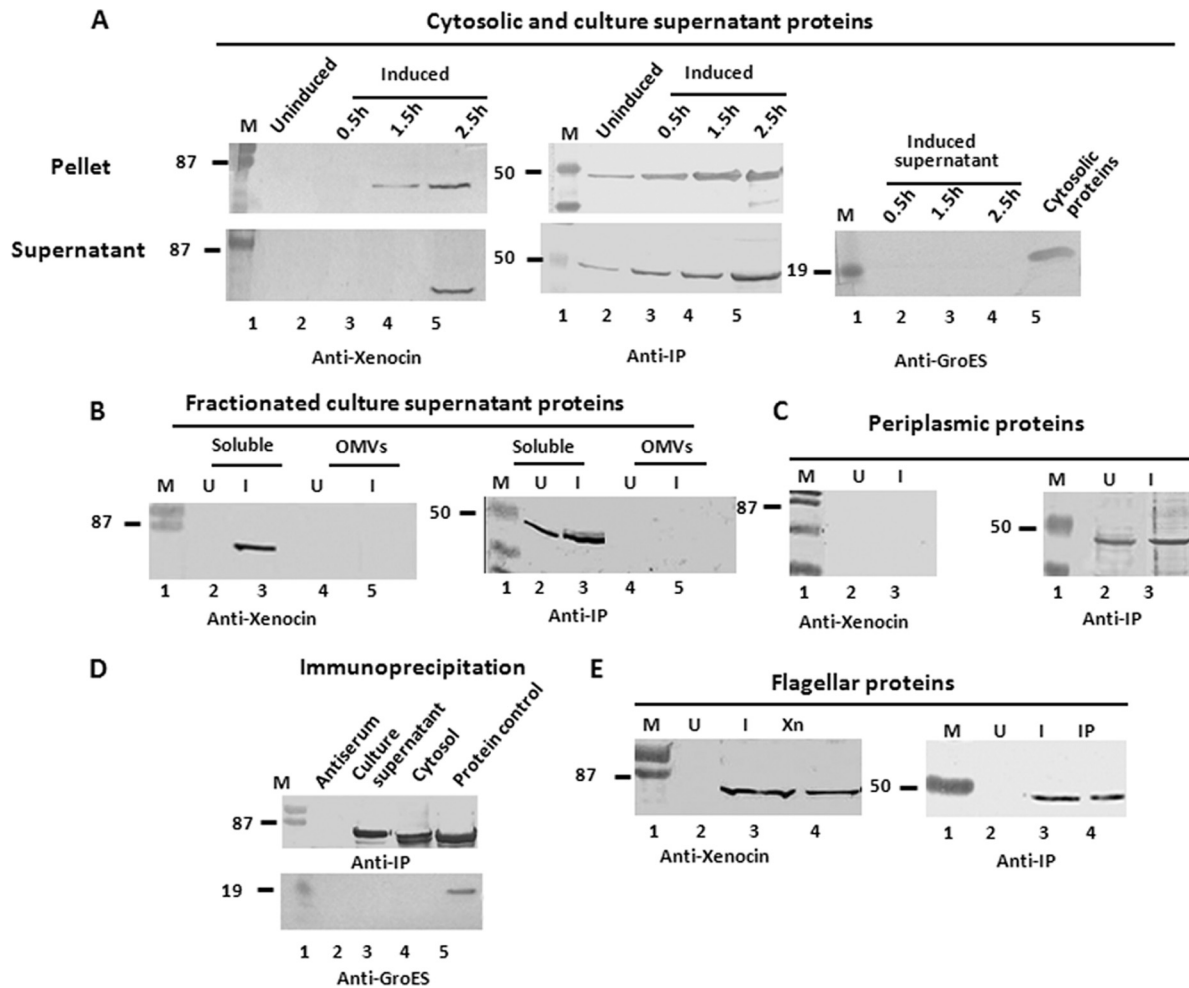 A
Cytosolic and culture supernatant proteins
Induced
Uninduced
M
0.5h
1.5h
2.5h
Pellet
87
Supernatant
87
1 2 3 4 5
Anti-Xenocin
Induced
Uninduced
M
0.5h
1.5h
2.5h
50
50
1 2 3 4 5
Anti-IP
Induced
supernatant
M
0.5h
1.5h
2.5h
Cytosolic
proteins
19
1 2 3 4 5
Anti-GroES
B
Fractionated culture supernatant proteins
Soluble OMVs
M U I U I
87
1 2 3 4 5
Anti-Xenocin
Soluble OMVs
M U I U I
50
1 2 3 4 5
Anti-IP
C
Periplasmic proteins
M U I
87
1 2 3
Anti-Xenocin
M U I
50
1 2 3
Anti-IP
D
Immunoprecipitation
M
Antiserum
Culture
supernatant
Cytosol
Protein control
87
Anti-IP
19
1 2 3 4 5
Anti-GroES
E
Flagellar proteins
M U I Xn
87
1 2 3 4
Anti-Xenocin
M U I IP
50
1 2 3 4
Anti-IP